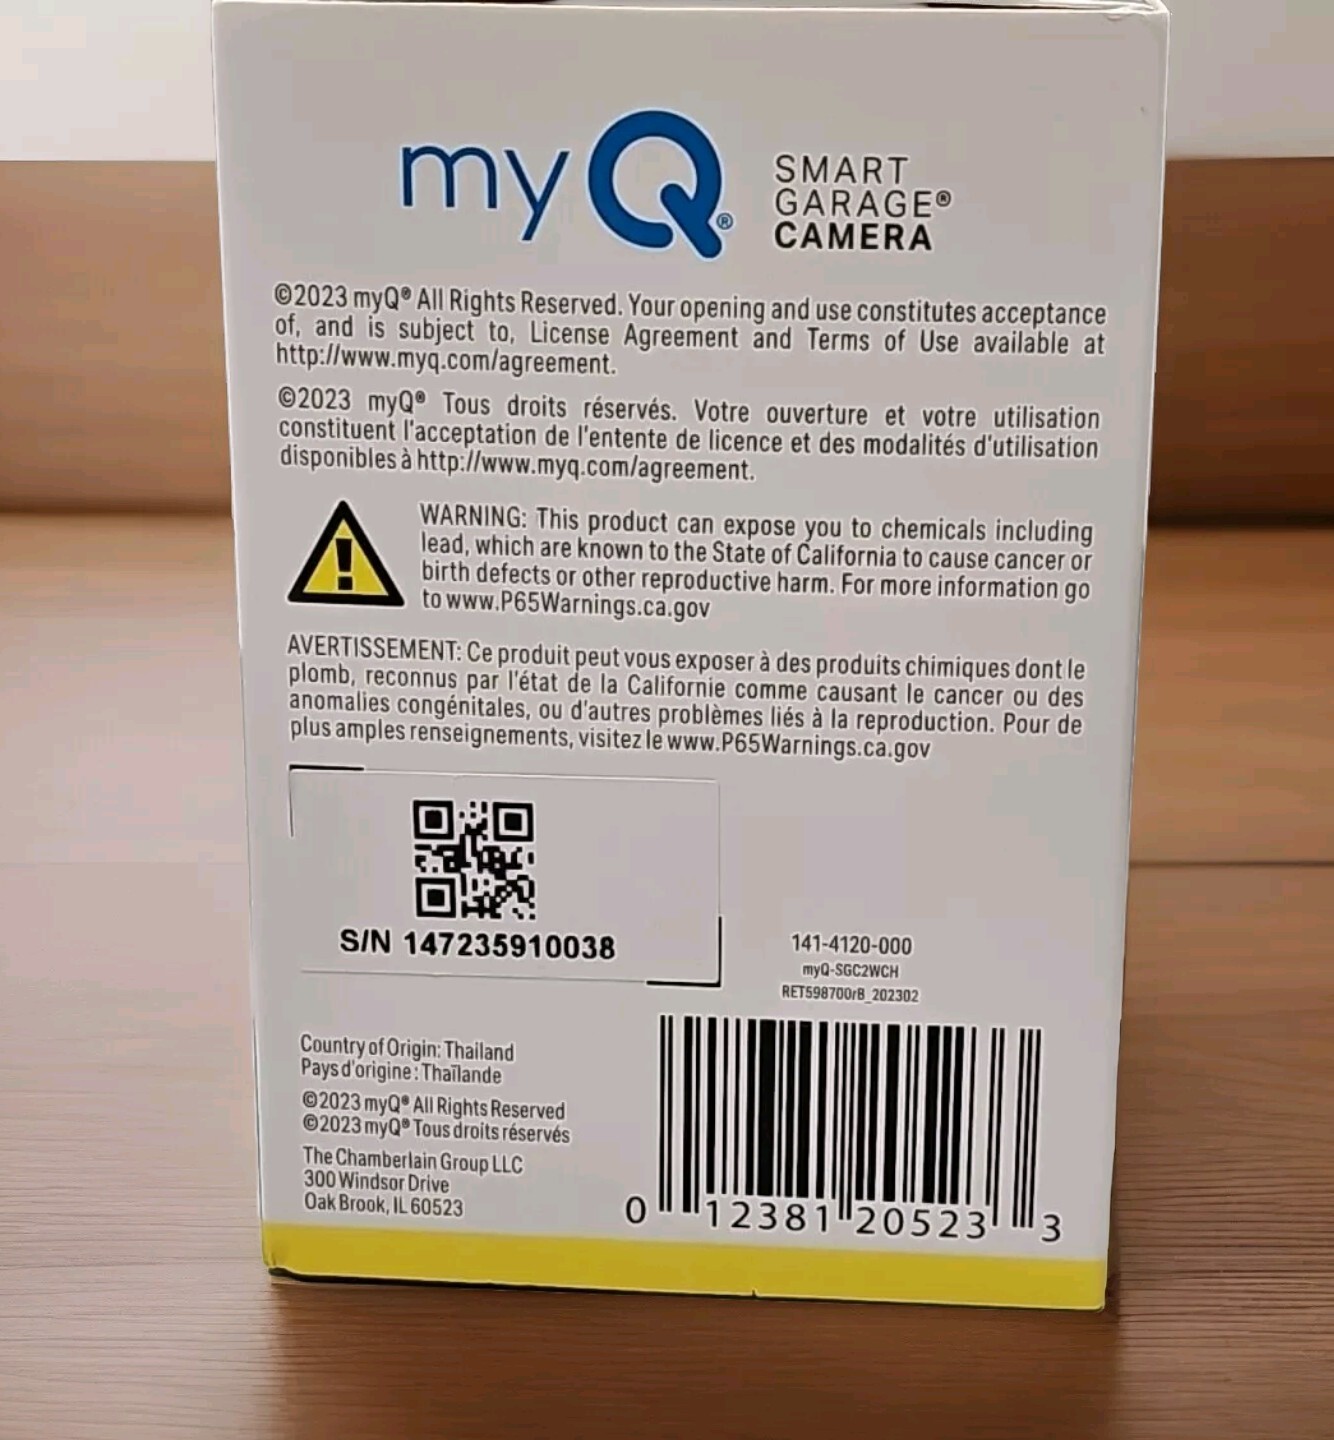 myQ®
SMART
GARAGE®
CAMERA
©2023 myQ® All Rights Reserved. Your opening and use constitutes acceptance
of, and is subject to, License Agreement and Terms of Use available at
http://www.myq.com/agreement.
©2023 myQ® Tous droits réservés. Votre ouverture et votre utilisation
constituent l'acceptation de l'entente de licence et des modalités d'utilisation
disponibles à http://www.myq.com/agreement.
WARNING: This product can expose you to chemicals including
lead, which are known to the State of California to cause cancer or
birth defects or other reproductive harm. For more information go
to www.P65Warnings.ca.gov
AVERTISSEMENT: Ce produit peut vous exposer à des produits chimiques dont le
plomb, reconnus par l'état de la Californie comme causant le cancer ou des
anomalies congénitales, ou d'autres problèmes liés à la reproduction. Pour de
plus amples renseignements, visitez le www.P65Warnings.ca.gov
S/N 147235910038
141-4120-000
myQ-SGC2WCH
RET598700rB_202302
Country of Origin: Thailand
Pays d'origine : Thaïlande
©2023 myQ® All Rights Reserved
©2023 myQ® Tous droits réservés
The Chamberlain Group LLC
300 Windsor Drive
Oak Brook, IL 60523
0 12381 20523 3